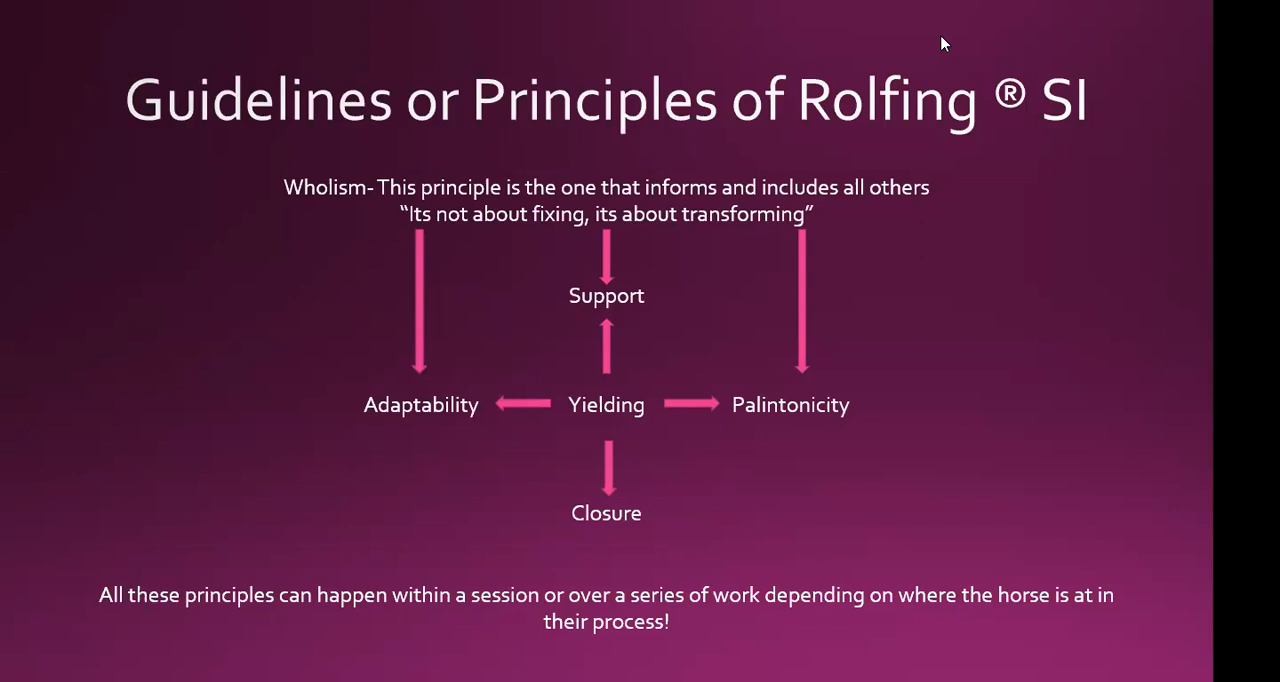 Guidelines or Principles of Rolfing ® SI
Wholism- This principle is the one that informs and includes all others
“Its not about fixing, its about transforming”
Support
Adaptability
Yielding
Palintonicity
Closure
All these principles can happen within a session or over a series of work depending on where the horse is at in
their process!